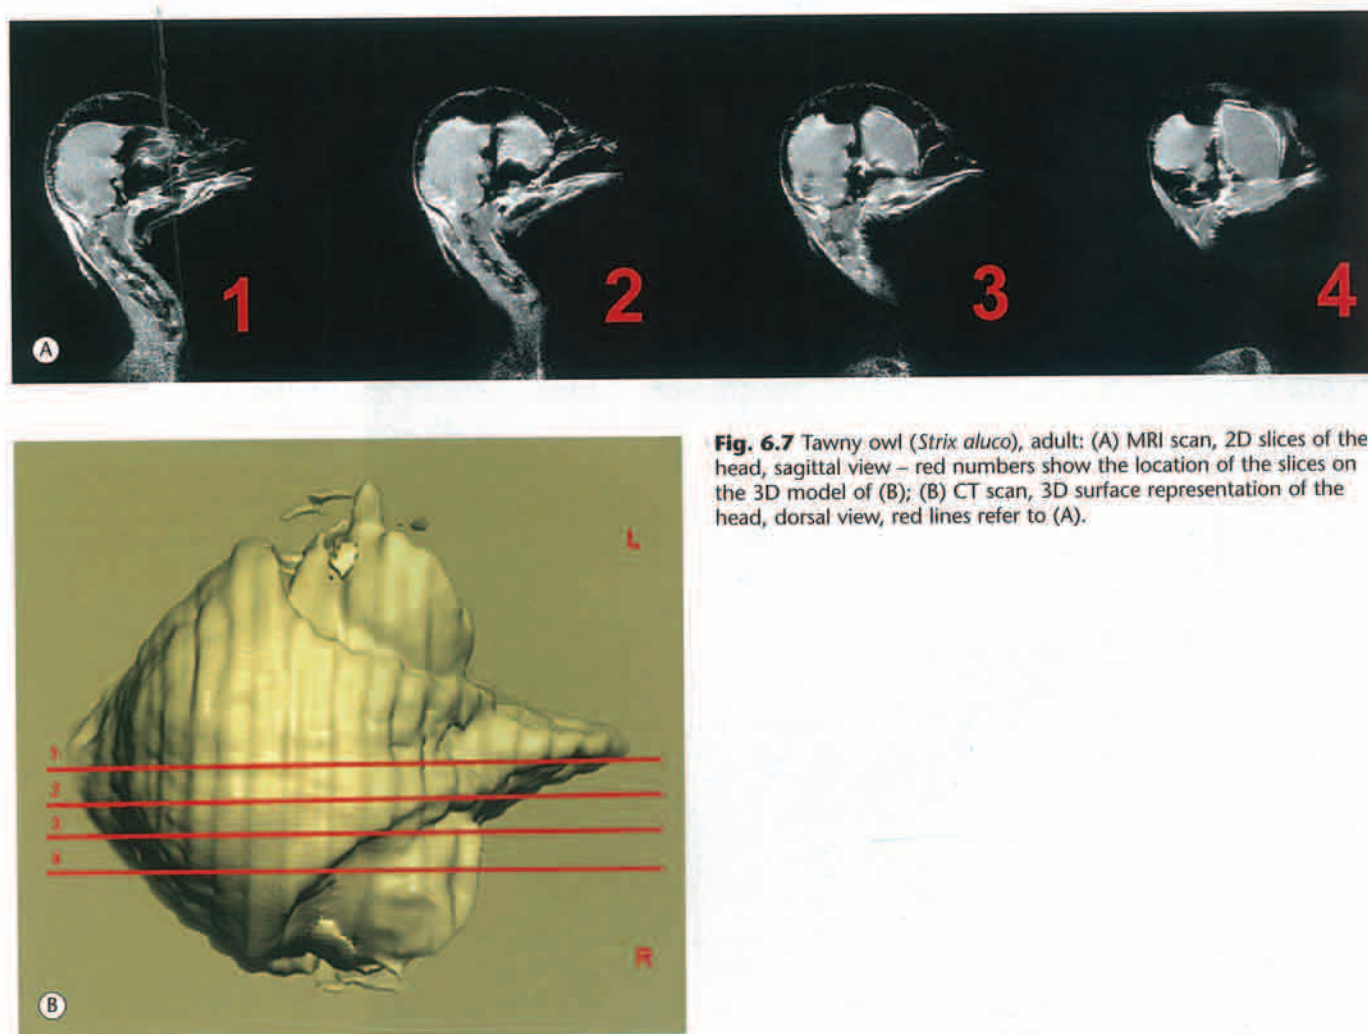 1 2 3 4
A
Fig. 6.7 Tawny owl (Strix aluco), adult: (A) MRI scan, 2D slices of the
head, sagittal view – red numbers show the location of the slices on
the 3D model of (B); (B) CT scan, 3D surface representation of the
head, dorsal view, red lines refer to (A).
L
1
2
3
R
B